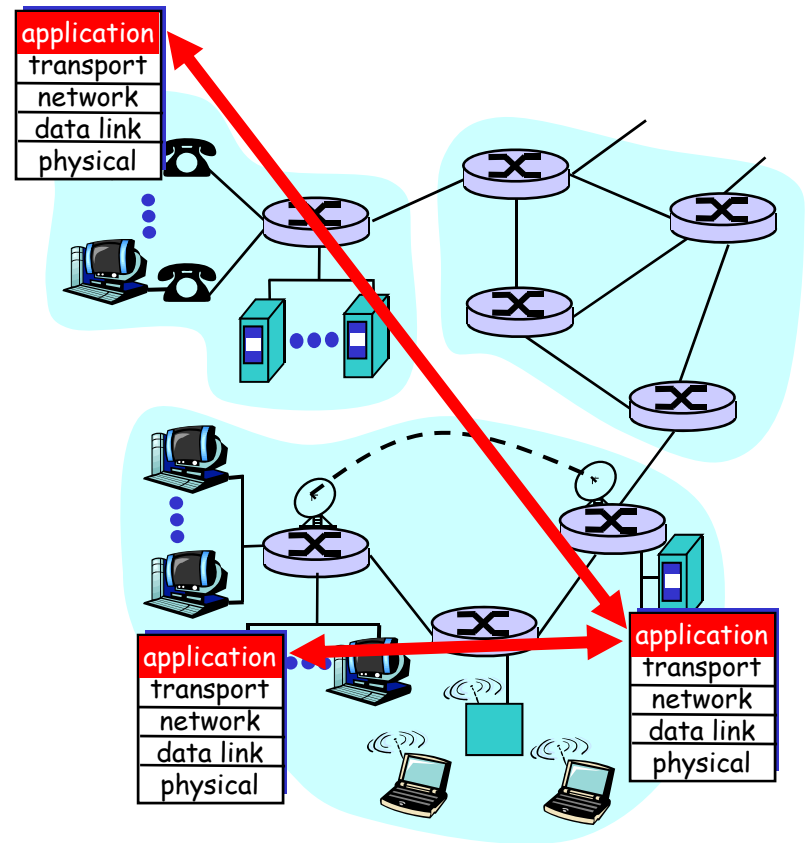 application
transport
network
data link
physical
application
transport
network
data link
physical
application
transport
network
data link
physical